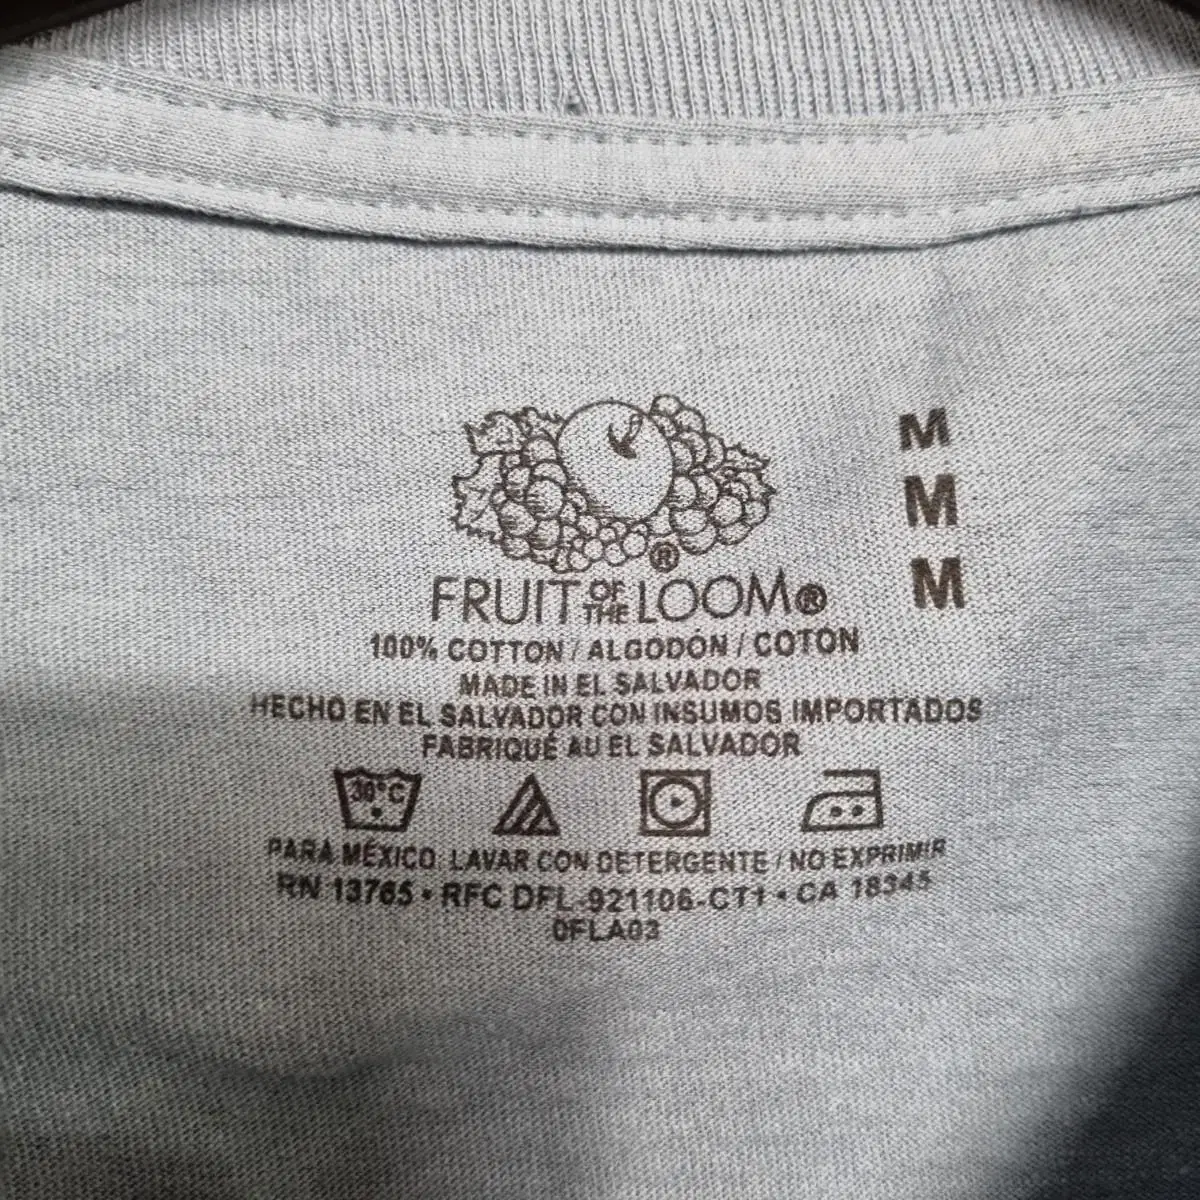 M
M
M
®
FRUIT OF THE LOOM®
100% COTTON / ALGODÓN / COTON
MADE IN EL SALVADOR
HECHO EN EL SALVADOR CON INSUMOS IMPORTADOS
FABRIQUÉ AU EL SALVADOR
30°C
PARA MÉXICO: LAVAR CON DETERGENTE / NO EXPRIMIR
RN 13765 • RFC DFL-921106-CT1 • CA 18345
0FLA03